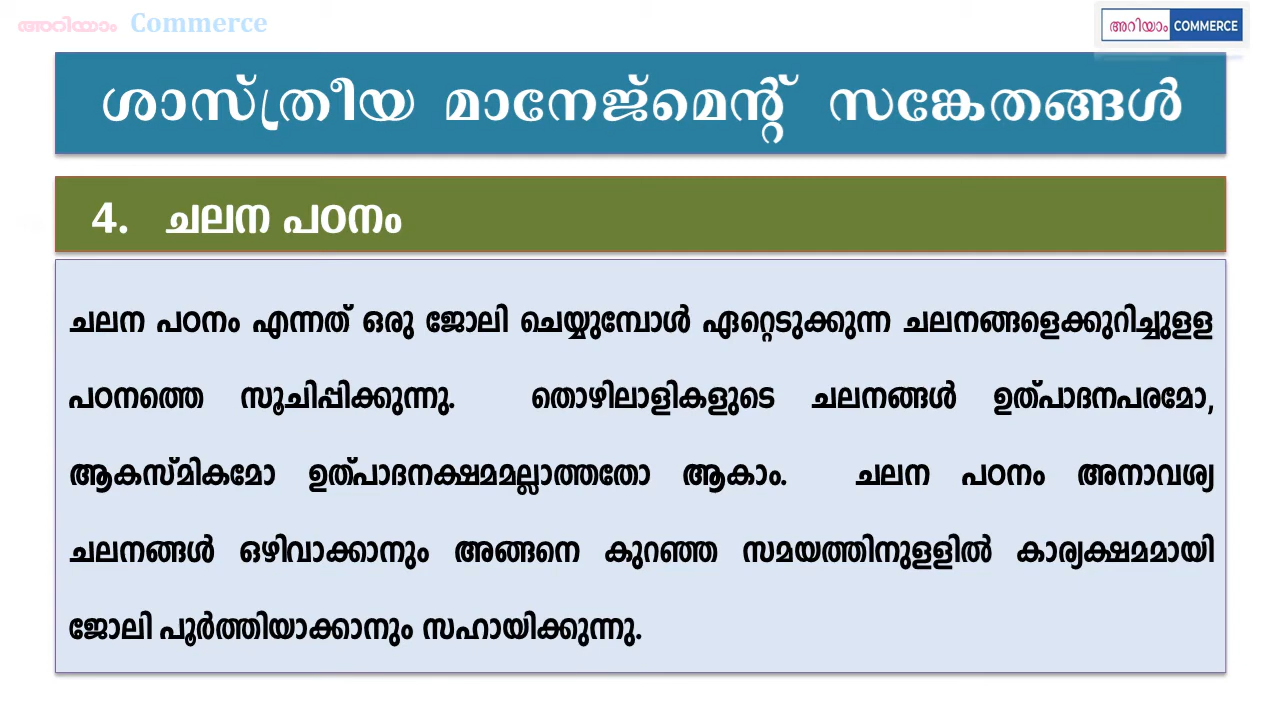 അറിയാം Commerce
അറിയാം COMMERCE
ശാസ്ത്രീയ മാനേജ്മെന്റ് സങ്കേതങ്ങൾ
4. ചലന പഠനം
ചലന പഠനം എന്നത് ഒരു ജോലി ചെയ്യുമ്പോൾ ഏറ്റെടുക്കുന്ന ചലനങ്ങളെക്കുറിച്ചുളള
പഠനത്തെ സൂചിപ്പിക്കുന്നു. തൊഴിലാളികളുടെ ചലനങ്ങൾ ഉത്പാദനപരമോ,
ആകസ്മികമോ ഉത്പാദനക്ഷമമല്ലാത്തതോ ആകാം. ചലന പഠനം അനാവശ്യ
ചലനങ്ങൾ ഒഴിവാക്കാനും അങ്ങനെ കുറഞ്ഞ സമയത്തിനുളളിൽ കാര്യക്ഷമമായി
ജോലി പൂർത്തിയാക്കാനും സഹായിക്കുന്നു.